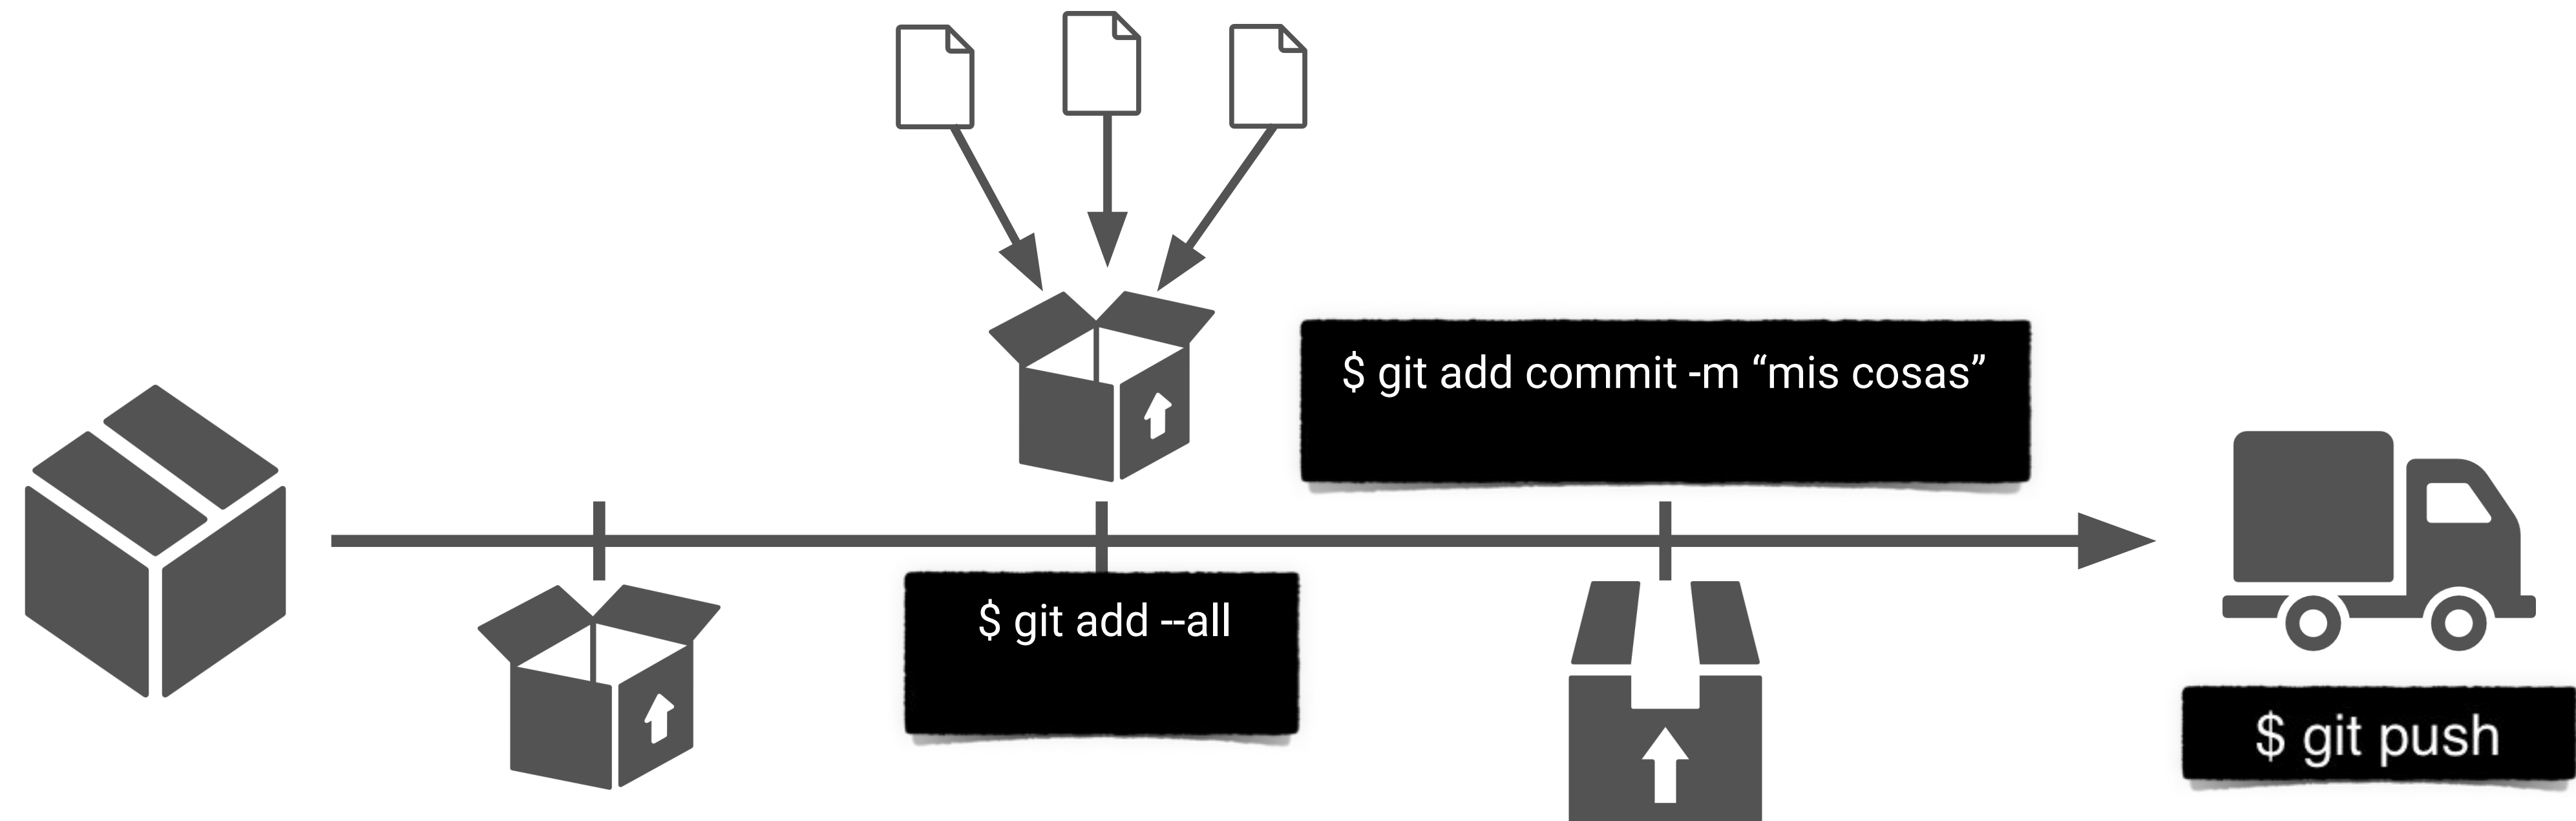 $ git add commit -m “mis cosas”
$ git add --all
$ git push